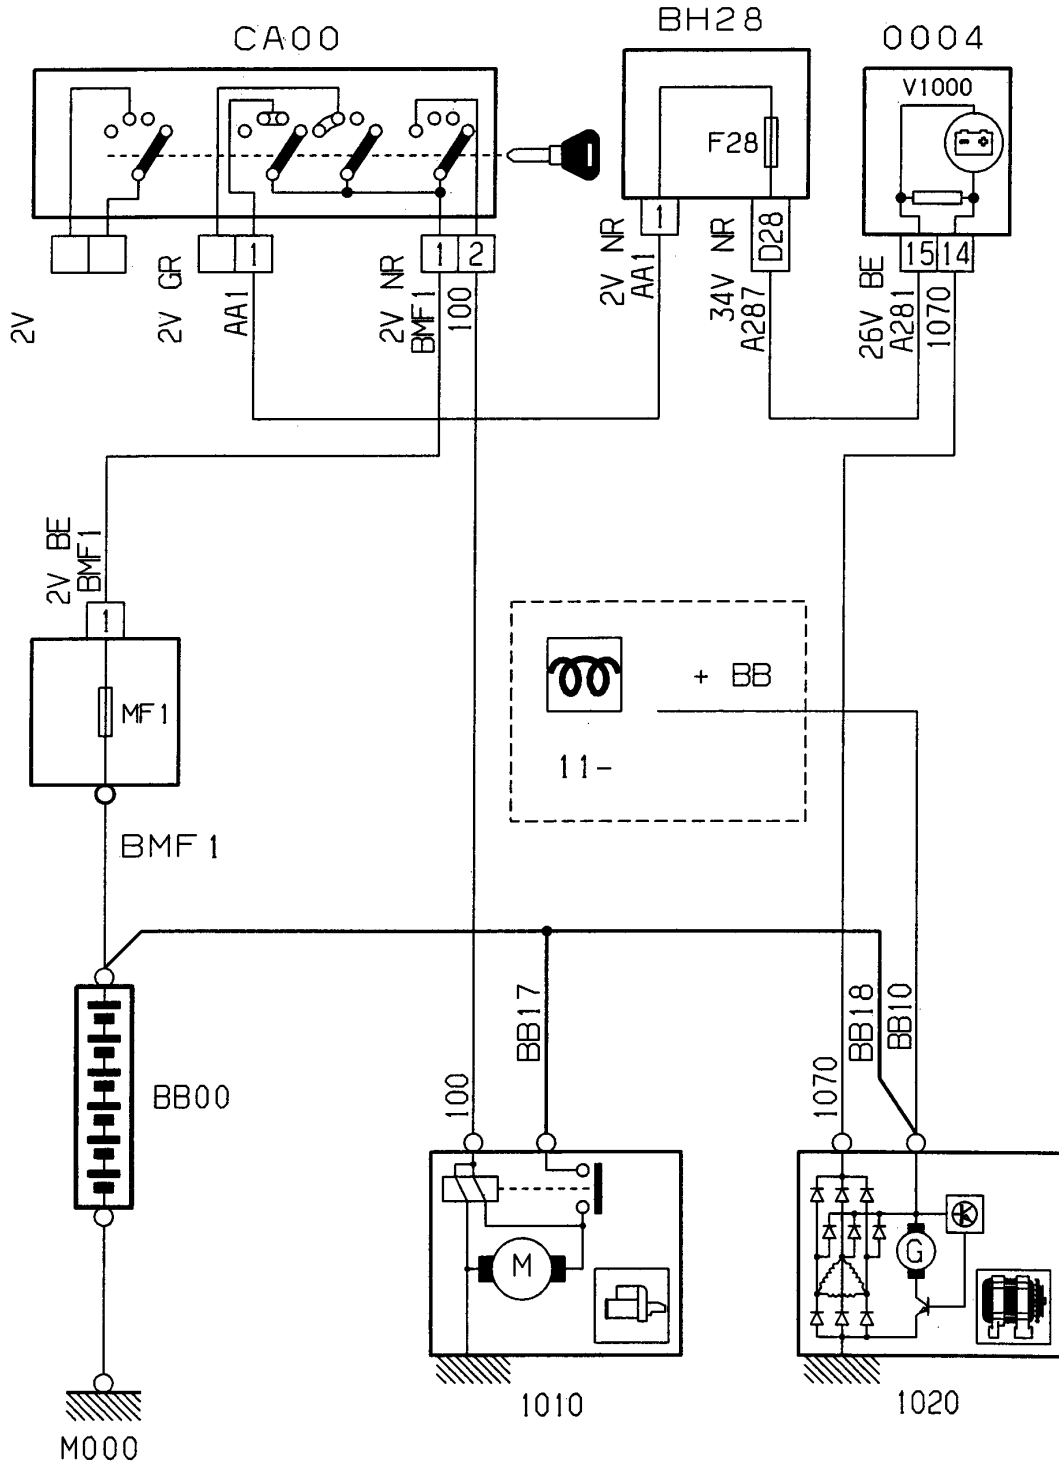 CA00
BH28
0004
V1000
F28
1
1
2
1
D28
15
14
2V
2V GR
AA1
2V NR
BMF1
100
2V NR
AA1
34V NR
A287
26V BE
A281
1070
2V BE
BMF1
1
MF1
+ BB
11-
BMF1
BB17
BB18
BB10
100
1070
BB00
M
G
1010
1020
M000